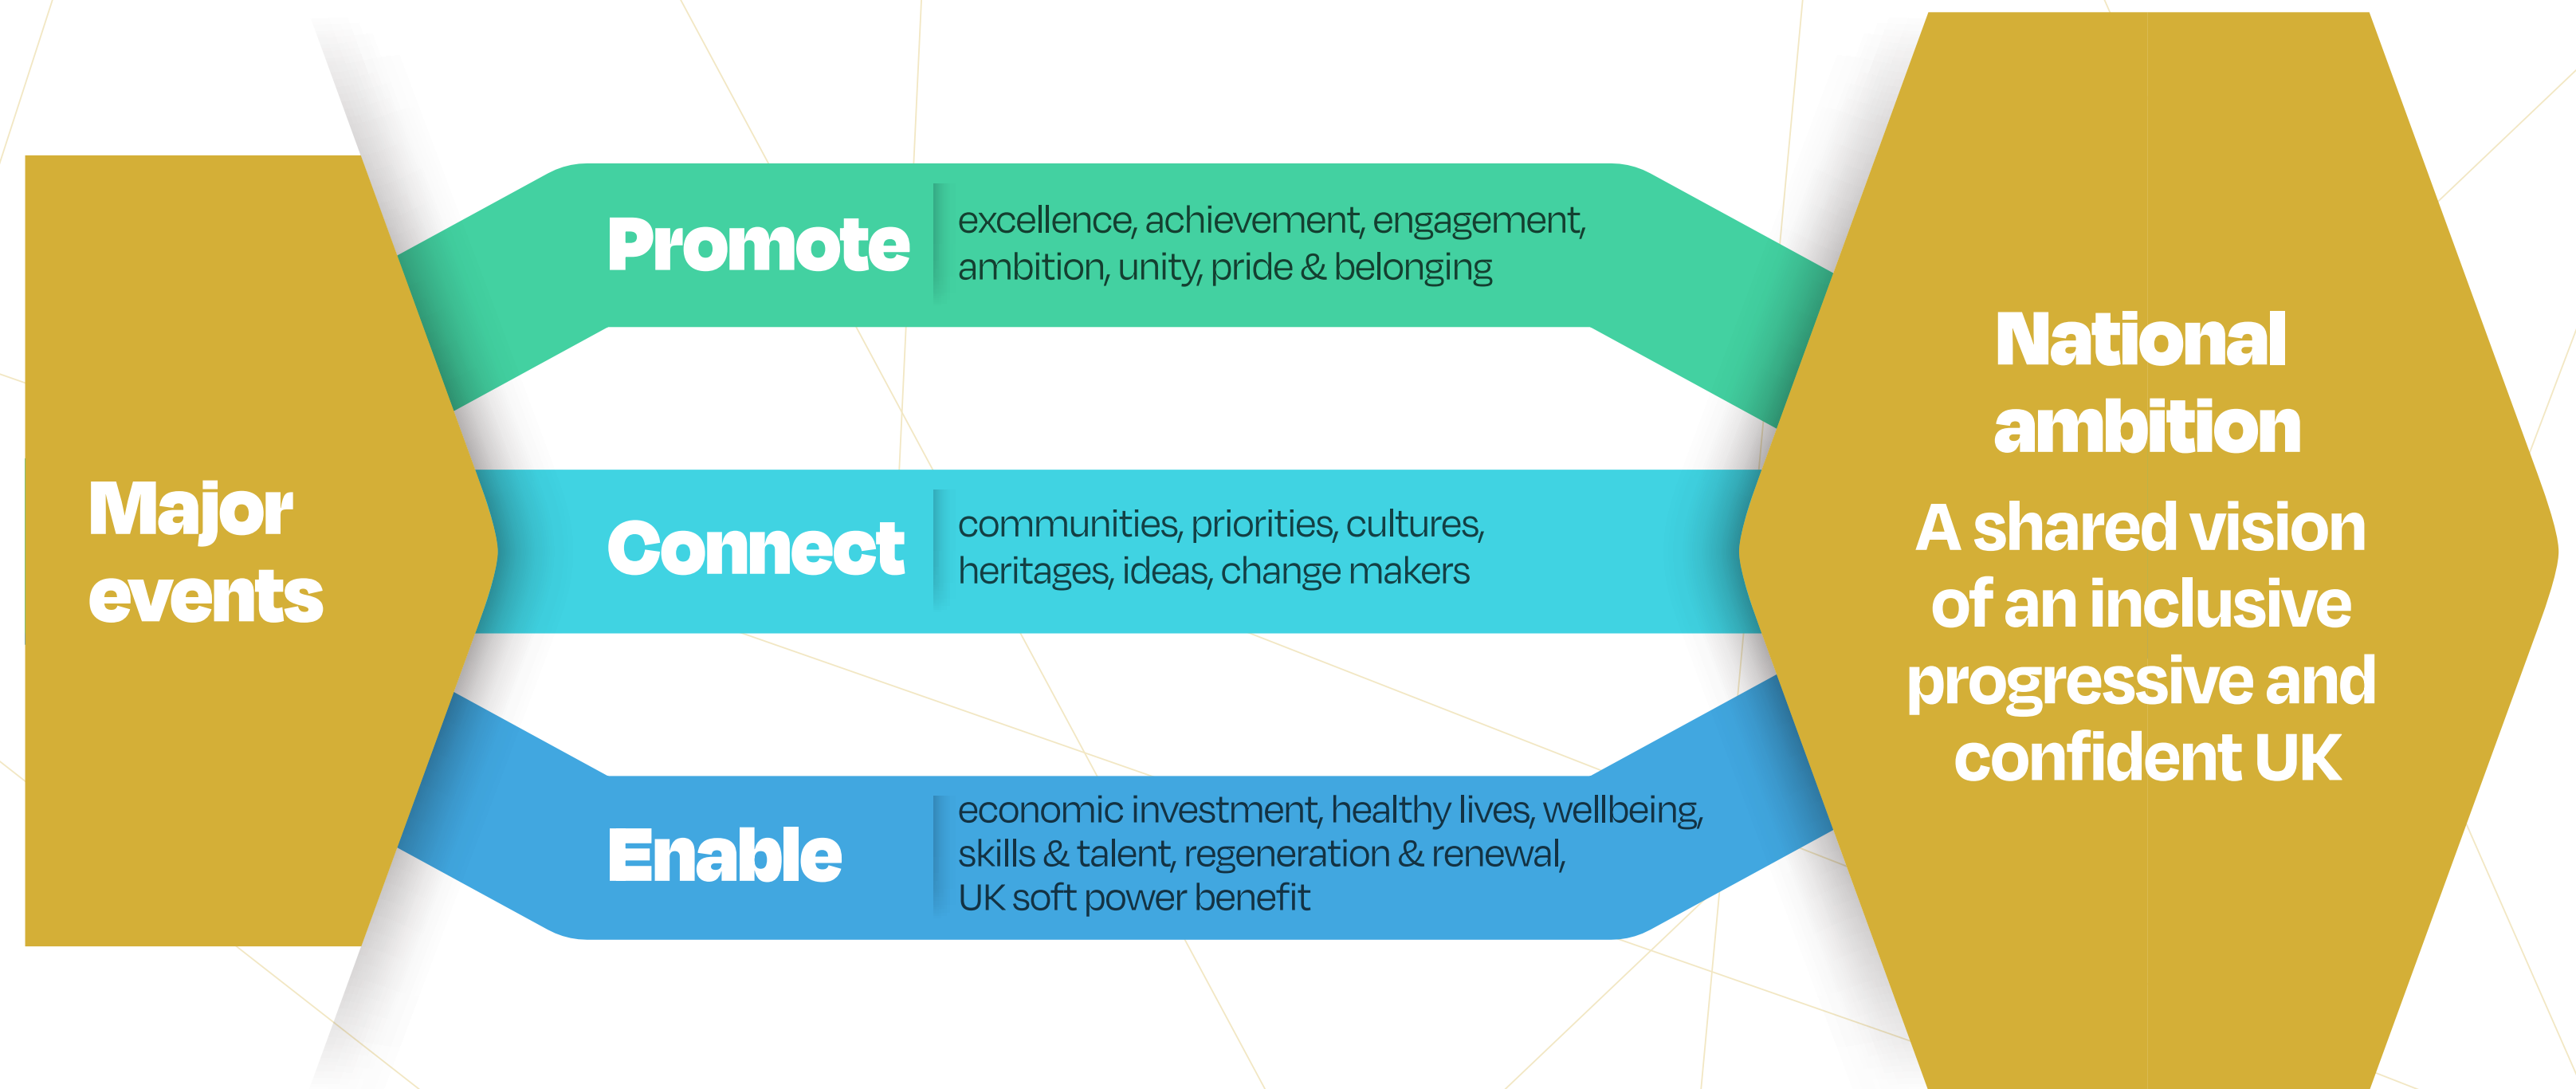 Major
events
Promote
excellence, achievement, engagement,
ambition, unity, pride & belonging
Connect
communities, priorities, cultures,
heritages, ideas, change makers
Enable
economic investment, healthy lives, wellbeing,
skills & talent, regeneration & renewal,
UK soft power benefit
National
ambition
A shared vision
of an inclusive
progressive and
confident UK